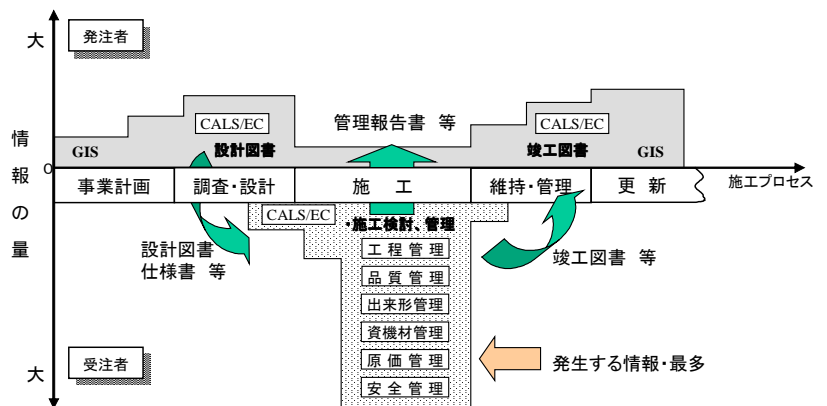 大
発注者
情報の量
CALS/EC
管理報告書 等
CALS/EC
GIS
設計図書
竣工図書
GIS
O
事業計画
調査・設計
施 工
維持・管理
更 新
施工プロセス
CALS/EC
・施工検討、管理
設計図書
仕様書 等
工 程 管 理
竣工図書 等
品 質 管 理
出来形管理
資機材管理
受注者
原 価 管 理
発生する情報・最多
大
安 全 管 理